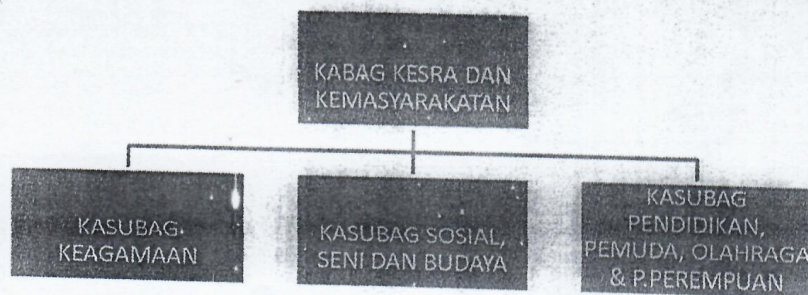 KABAG KESRA DAN
KEMASYARAKATAN
KASUBAG
KEAGAMAAN
KASUBAG SOSIAL,
SENI DAN BUDAYA
KASUBAG
PENDIDIKAN,
PEMUDA, OLAHRAGA
& P.PEREMPUAN